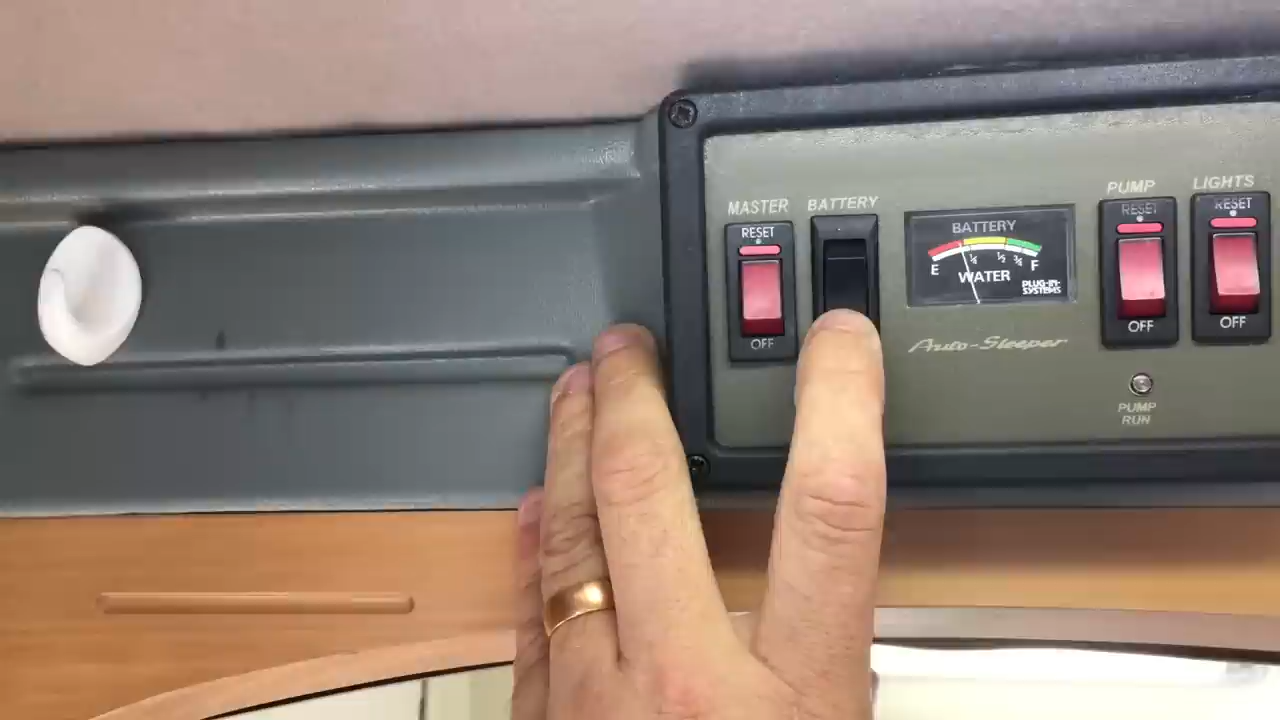 MASTER
RESET
OFF
BATTERY
BATTERY
E ¼ ½ ¾ F
WATER
PLUG-IN-
SYSTEMS
Auto-Sleeper
PUMP
RESET
OFF
PUMP
RUN
LIGHTS
RESET
OFF